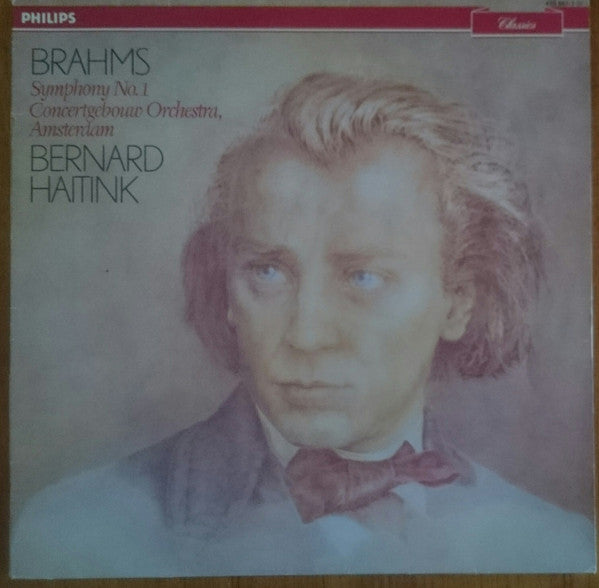 PHILIPS
Classics
BRAHMS
Symphony No. 1
Concertgebouw Orchestra,
Amsterdam
BERNARD
HAITINK